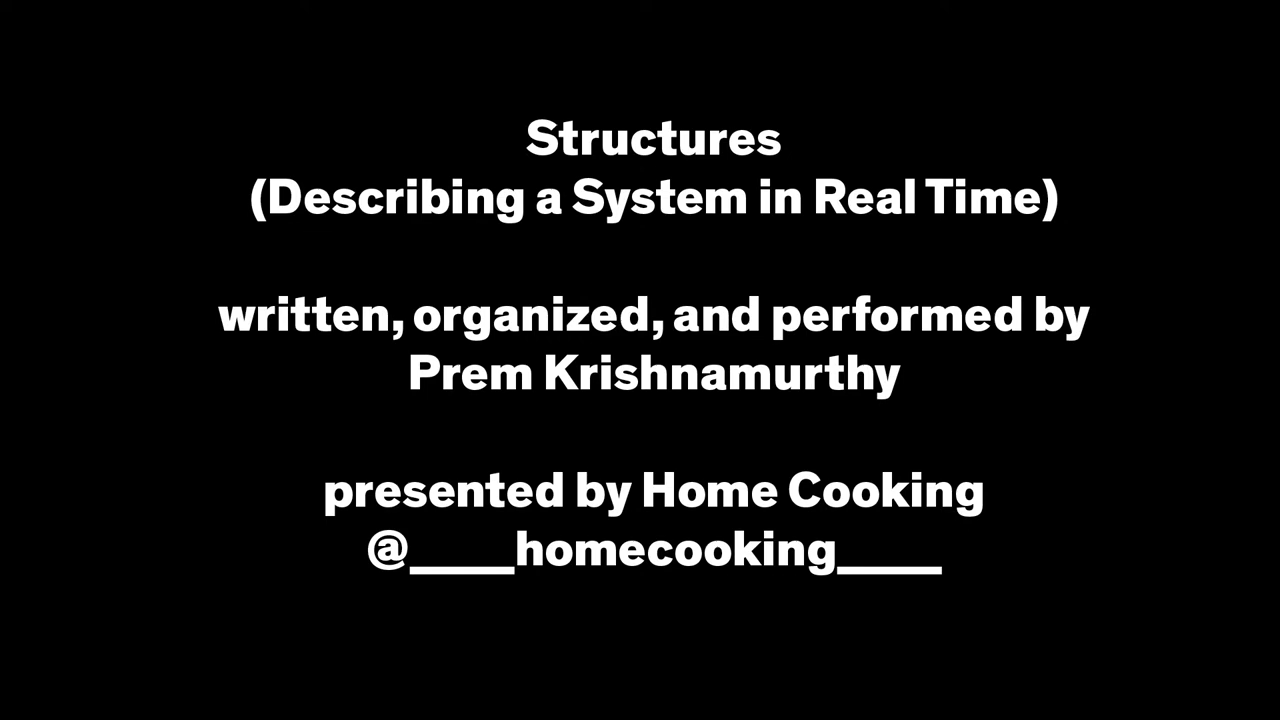 Structures
(Describing a System in Real Time)
written, organized, and performed by
Prem Krishnamurthy
presented by Home Cooking
@____homecooking____